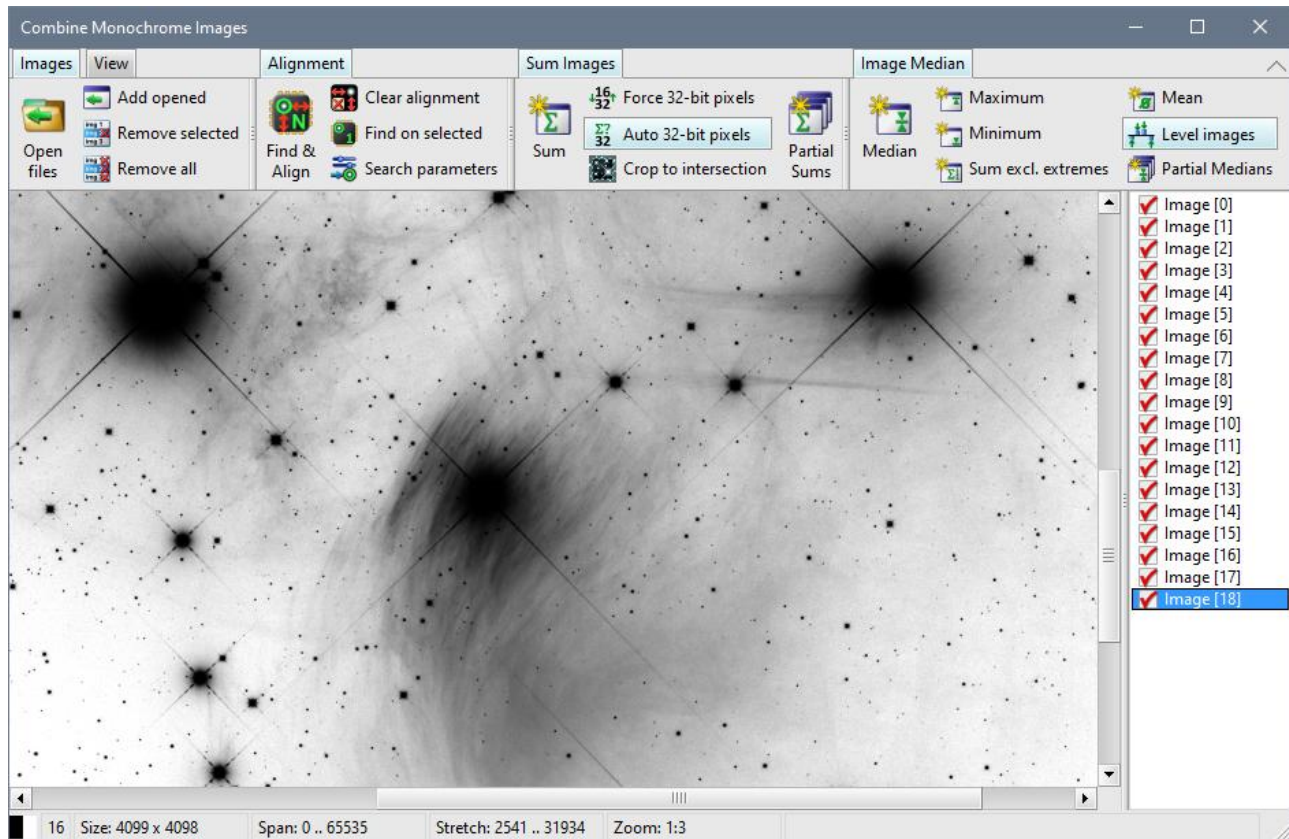 Combine Monochrome Images
Images View Alignment Sum Images Image Median
Open files
Add opened
Remove selected
Remove all
Find & Align
Clear alignment
Find on selected
Search parameters
Sum
Force 32-bit pixels
Auto 32-bit pixels
Crop to intersection
Partial Sums
Median
Maximum
Minimum
Sum excl. extremes
Mean
Level images
Partial Medians
Image [0]
Image [1]
Image [2]
Image [3]
Image [4]
Image [5]
Image [6]
Image [7]
Image [8]
Image [9]
Image [10]
Image [11]
Image [12]
Image [13]
Image [14]
Image [15]
Image [16]
Image [17]
Image [18]
16 Size: 4099 x 4098 Span: 0 .. 65535 Stretch: 2541 .. 31934 Zoom: 1:3